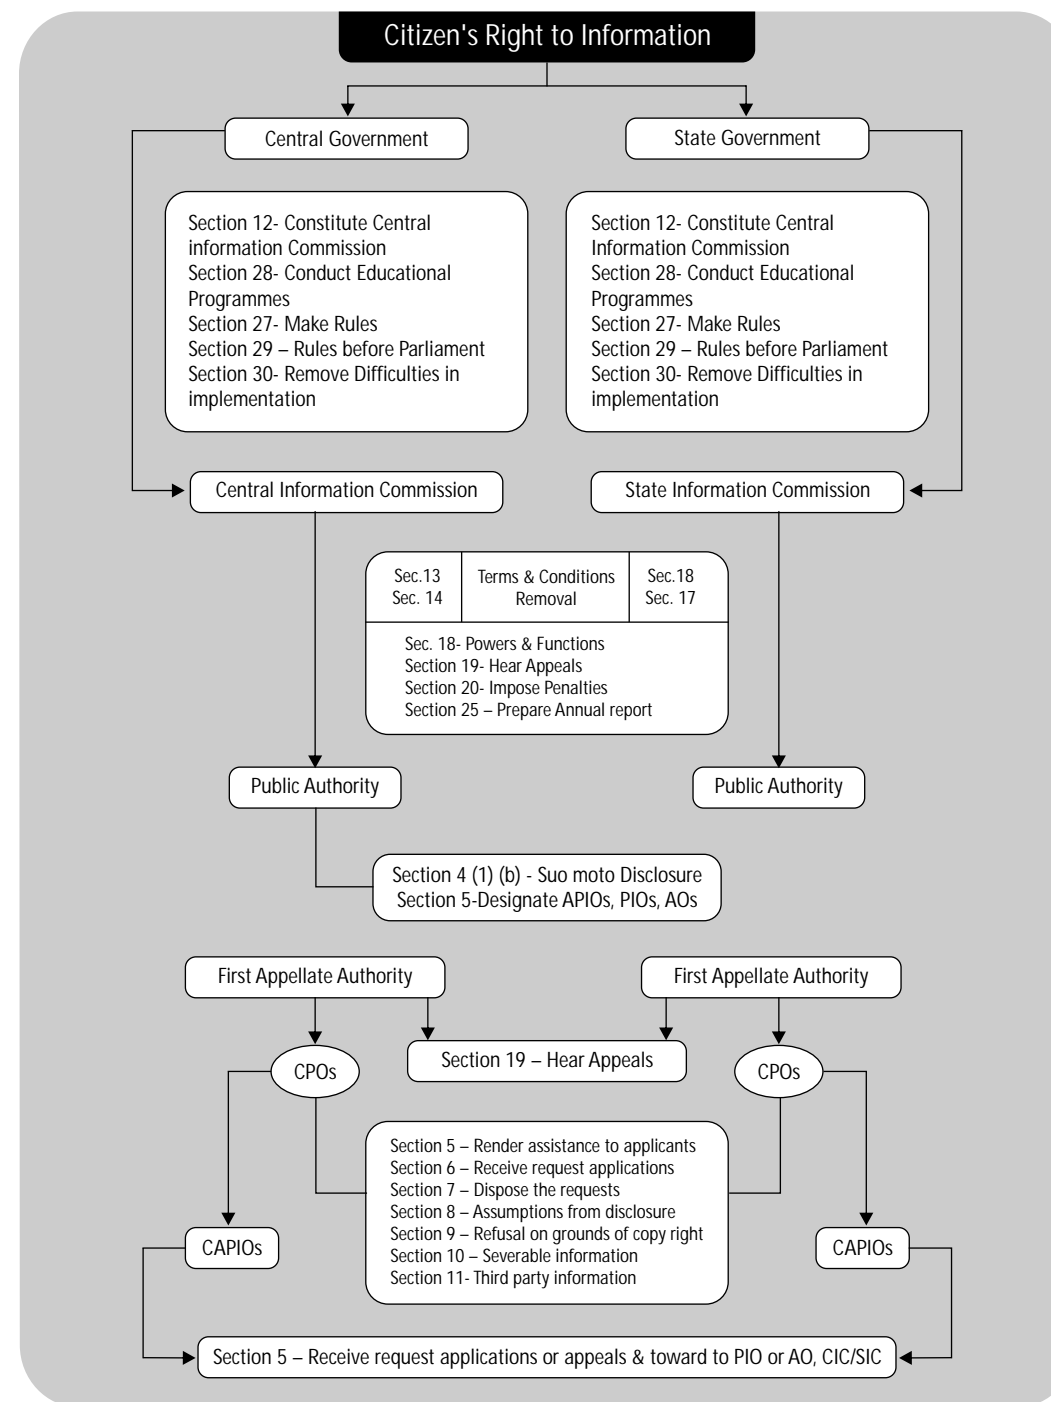 Citizen's Right to Information
Central Government
State Government
Section 12- Constitute Central
information Commission
Section 28- Conduct Educational
Programmes
Section 27- Make Rules
Section 29 – Rules before Parliament
Section 30- Remove Difficulties in
implementation
Section 12- Constitute Central
Information Commission
Section 28- Conduct Educational
Programmes
Section 27- Make Rules
Section 29 – Rules before Parliament
Section 30- Remove Difficulties in
implementation
Central Information Commission
State Information Commission
Sec.13
Sec. 14
Terms & Conditions
Removal
Sec.18
Sec. 17
Sec. 18- Powers & Functions
Section 19- Hear Appeals
Section 20- Impose Penalties
Section 25 – Prepare Annual report
Public Authority
Public Authority
Section 4 (1) (b) - Suo moto Disclosure
Section 5-Designate APIOs, PIOs, AOs
First Appellate Authority
First Appellate Authority
Section 19 – Hear Appeals
CPOs
CPOs
Section 5 – Render assistance to applicants
Section 6 – Receive request applications
Section 7 – Dispose the requests
Section 8 – Assumptions from disclosure
Section 9 – Refusal on grounds of copy right
Section 10 – Severable information
Section 11- Third party information
CAPIOs
CAPIOs
Section 5 – Receive request applications or appeals & toward to PIO or AO, CIC/SIC